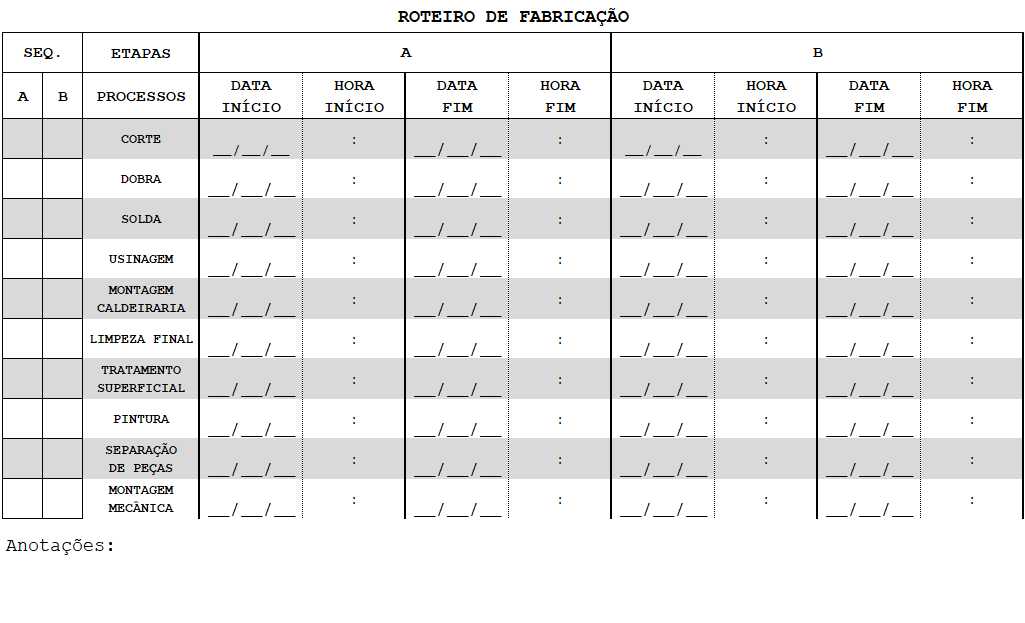 ROTEIRO DE FABRICAÇÃO
SEQ. ETAPAS A B
A B PROCESSOS DATA INÍCIO HORA INÍCIO DATA FIM HORA FIM DATA INÍCIO HORA INÍCIO DATA FIM HORA FIM
CORTE __/__/__ : __/__/__ : __/__/__ : __/__/__ :
DOBRA __/__/__ : __/__/__ : __/__/__ : __/__/__ :
SOLDA __/__/__ : __/__/__ : __/__/__ : __/__/__ :
USINAGEM __/__/__ : __/__/__ : __/__/__ : __/__/__ :
MONTAGEM CALDEIRARIA __/__/__ : __/__/__ : __/__/__ : __/__/__ :
LIMPEZA FINAL __/__/__ : __/__/__ : __/__/__ : __/__/__ :
TRATAMENTO SUPERFICIAL __/__/__ : __/__/__ : __/__/__ : __/__/__ :
PINTURA __/__/__ : __/__/__ : __/__/__ : __/__/__ :
SEPARAÇÃO DE PEÇAS __/__/__ : __/__/__ : __/__/__ : __/__/__ :
MONTAGEM MECÂNICA __/__/__ : __/__/__ : __/__/__ : __/__/__ :
Anotações: